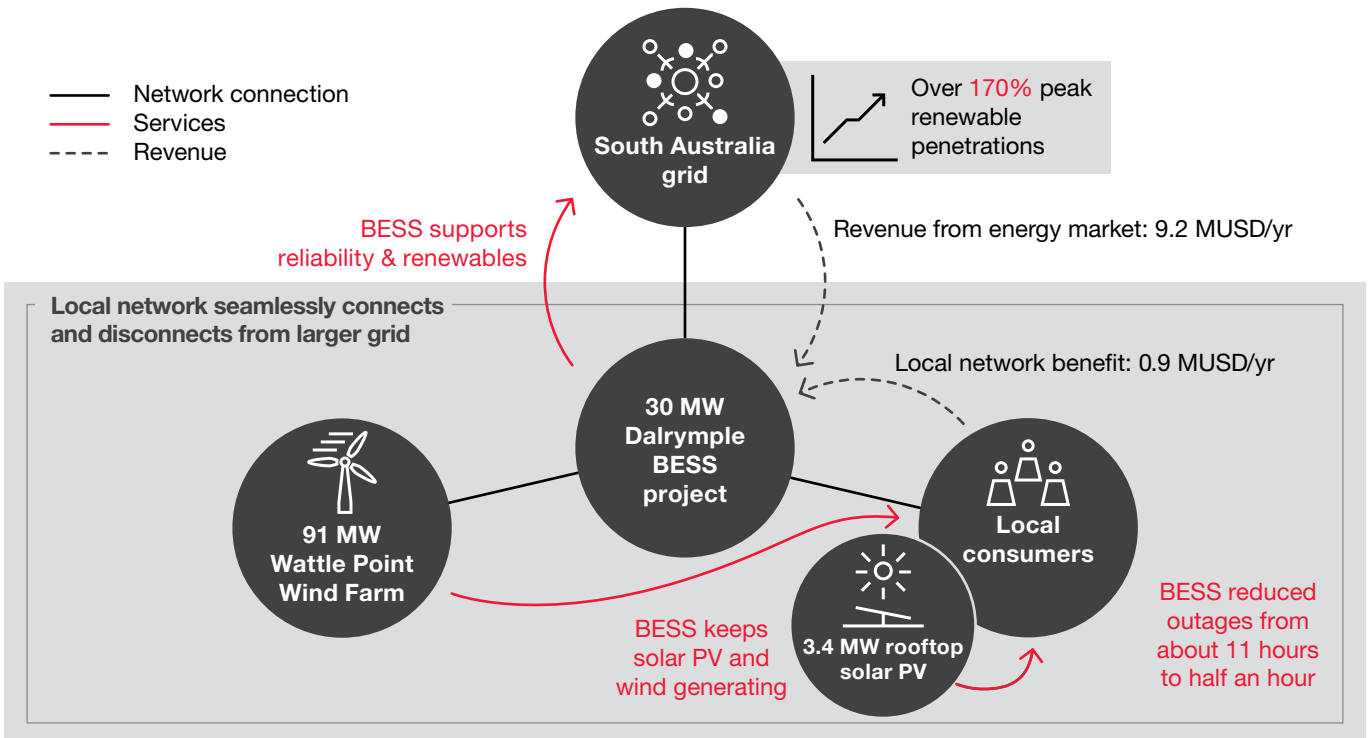 Network connection
Services
Revenue
South Australia
grid
Over 170% peak
renewable
penetrations
BESS supports
reliability & renewables
Revenue from energy market: 9.2 MUSD/yr
Local network seamlessly connects
and disconnects from larger grid
Local network benefit: 0.9 MUSD/yr
30 MW
Dalrymple
BESS
project
91 MW
Wattle Point
Wind Farm
Local
consumers
BESS keeps
solar PV and
wind generating
3.4 MW rooftop
solar PV
BESS reduced
outages from
about 11 hours
to half an hour